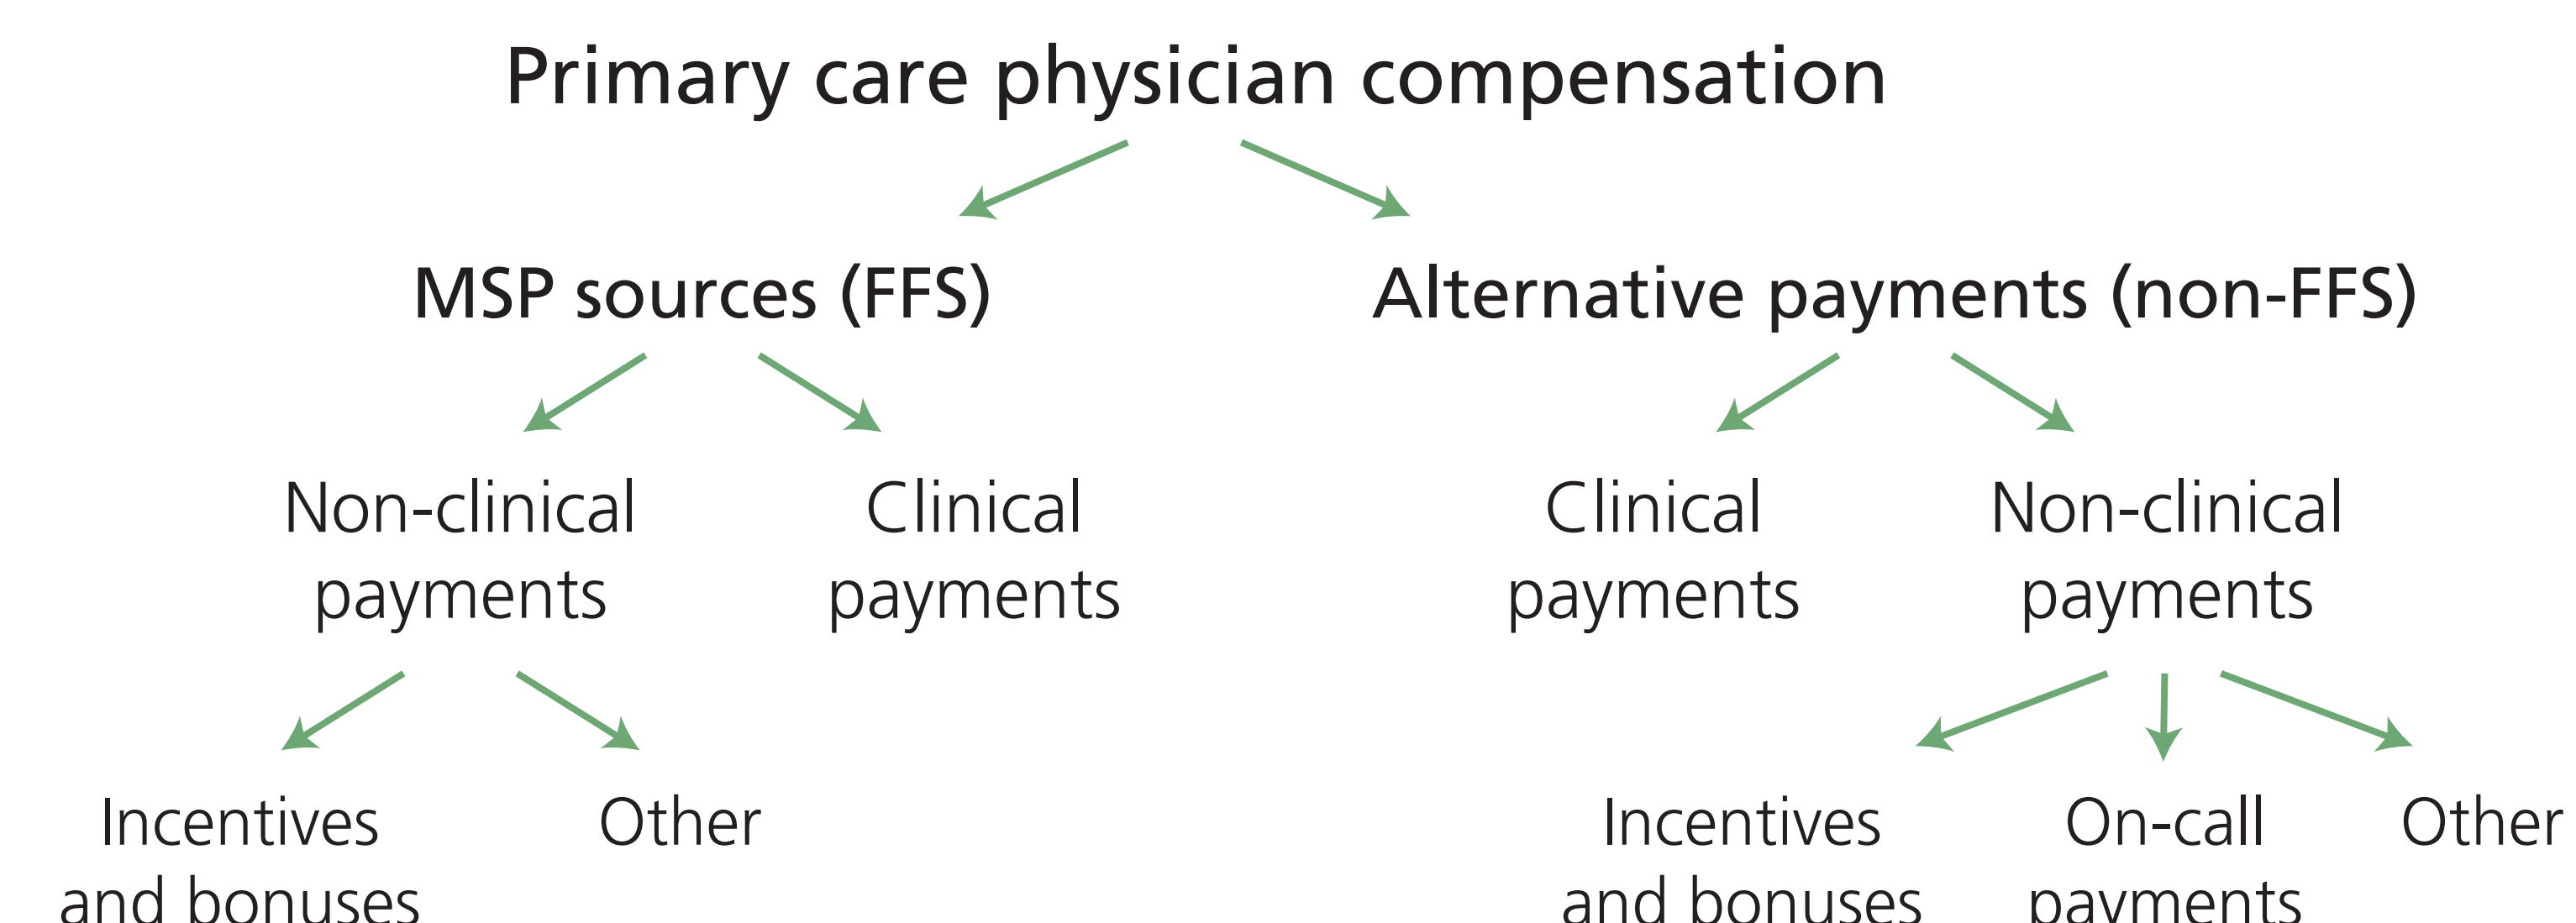 Primary care physician compensation
MSP sources (FFS)
Alternative payments (non-FFS)
Non-clinical
payments
Clinical
payments
Clinical
payments
Non-clinical
payments
Incentives
and bonuses
Other
Incentives
and bonuses
On-call
payments
Other